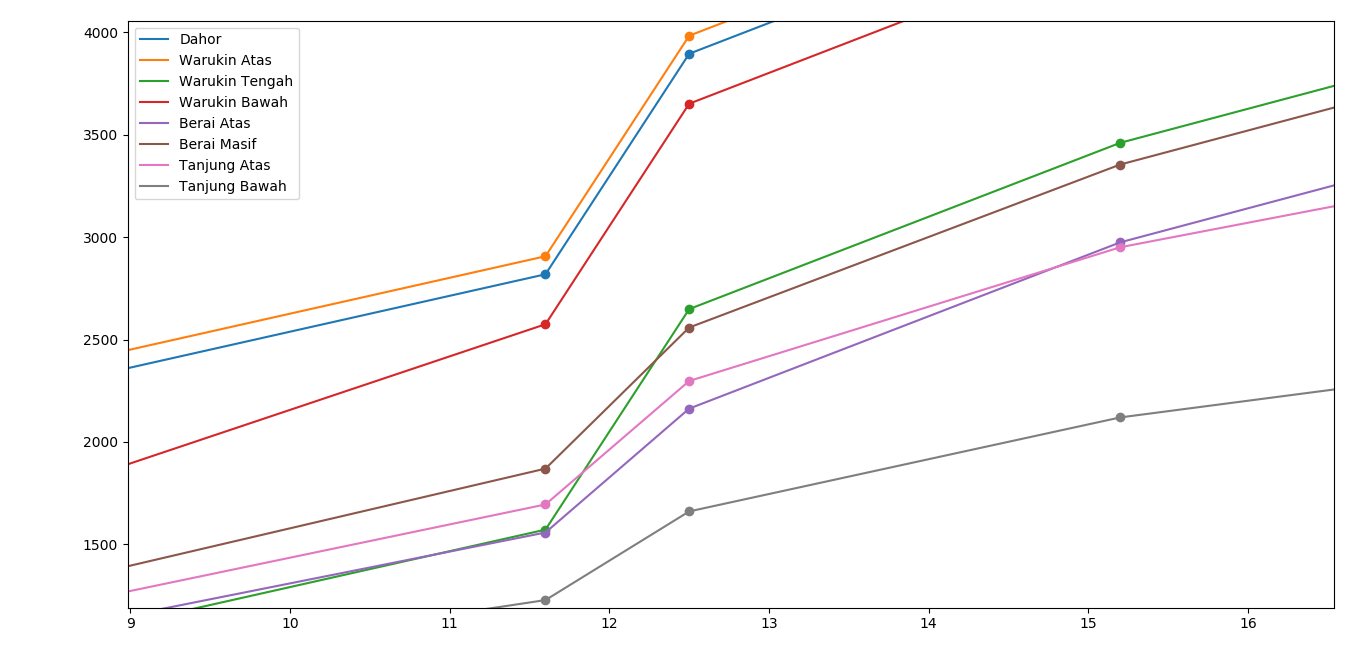 4000
3500
3000
2500
2000
1500
Dahor
Warukin Atas
Warukin Tengah
Warukin Bawah
Berai Atas
Berai Masif
Tanjung Atas
Tanjung Bawah
9 10 11 12 13 14 15 16